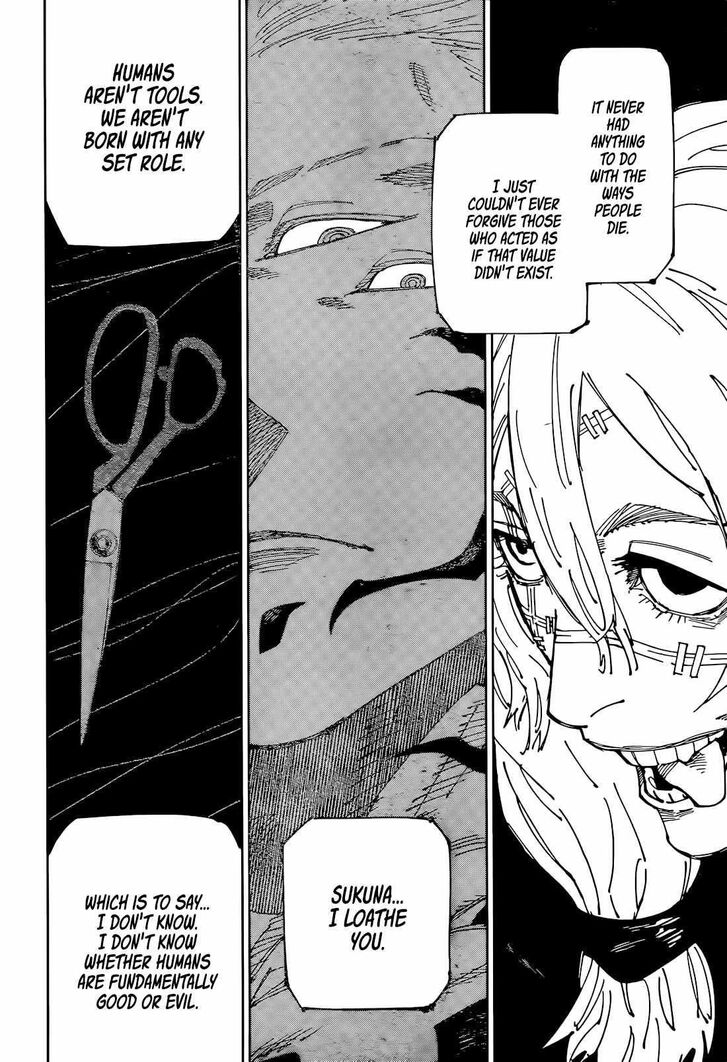 IT NEVER
HAD
ANYTHING
TO DO
WITH THE
WAYS
PEOPLE
DIE.
I JUST
COULDN'T EVER
FORGIVE THOSE
WHO ACTED AS
IF THAT VALUE
DIDN'T EXIST.
SUKUNA...
I LOATHE
YOU.
HUMANS
AREN'T TOOLS.
WE AREN'T
BORN WITH ANY
SET ROLE.
WHICH IS TO SAY...
I DON'T KNOW.
I DON'T KNOW
WHETHER HUMANS
ARE FUNDAMENTALLY
GOOD OR EVIL.